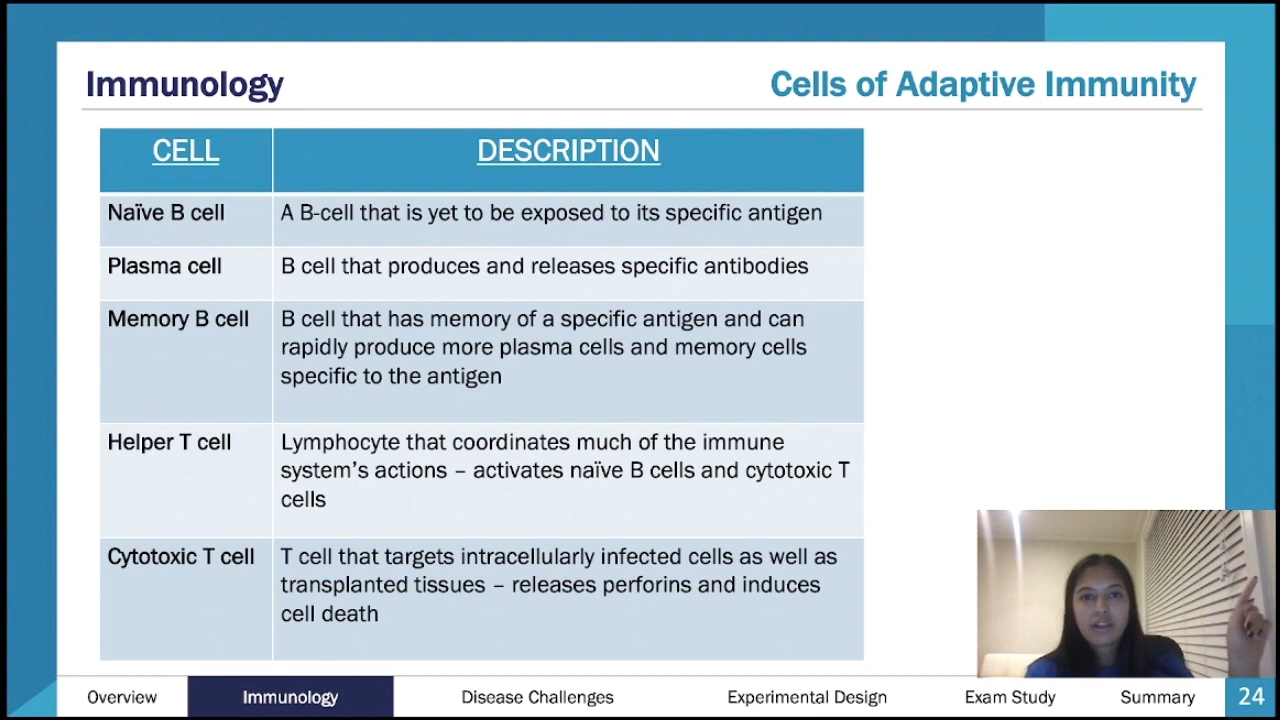 Immunology
Cells of Adaptive Immunity
CELL
DESCRIPTION
Naïve B cell
A B-cell that is yet to be exposed to its specific antigen
Plasma cell
B cell that produces and releases specific antibodies
Memory B cell
B cell that has memory of a specific antigen and can
rapidly produce more plasma cells and memory cells
specific to the antigen
Helper T cell
Lymphocyte that coordinates much of the immune
system’s actions – activates naïve B cells and cytotoxic T
cells
Cytotoxic T cell
T cell that targets intracellularly infected cells as well as
transplanted tissues – releases perforins and induces
cell death
Overview
Immunology
Disease Challenges
Experimental Design
Exam Study
Summary
24